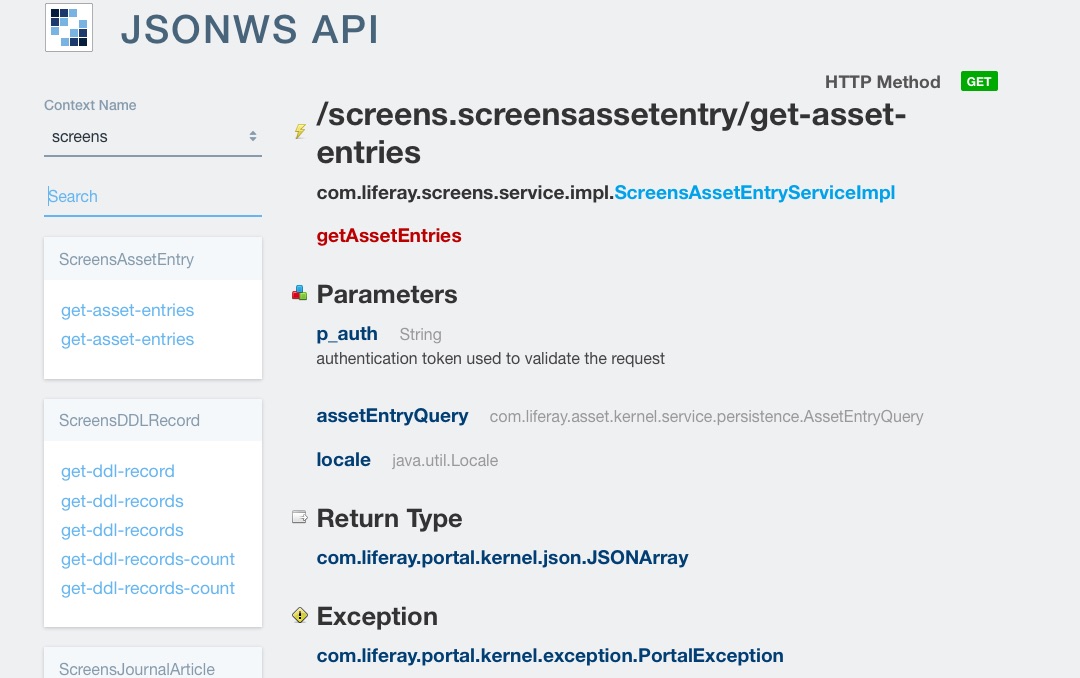 JSONWS API
HTTP Method GET
Context Name
screens
Search
ScreensAssetEntry
get-asset-entries
get-asset-entries
ScreensDDLRecord
get-ddl-record
get-ddl-records
get-ddl-records
get-ddl-records-count
get-ddl-records-count
ScreensJournalArticle
/screens.screensassetentry/get-asset-
entries
com.liferay.screens.service.impl.ScreensAssetEntryServiceImpl
getAssetEntries
Parameters
p_auth String
authentication token used to validate the request
assetEntryQuery com.liferay.asset.kernel.service.persistence.AssetEntryQuery
locale java.util.Locale
Return Type
com.liferay.portal.kernel.json.JSONArray
Exception
com.liferay.portal.kernel.exception.PortalException